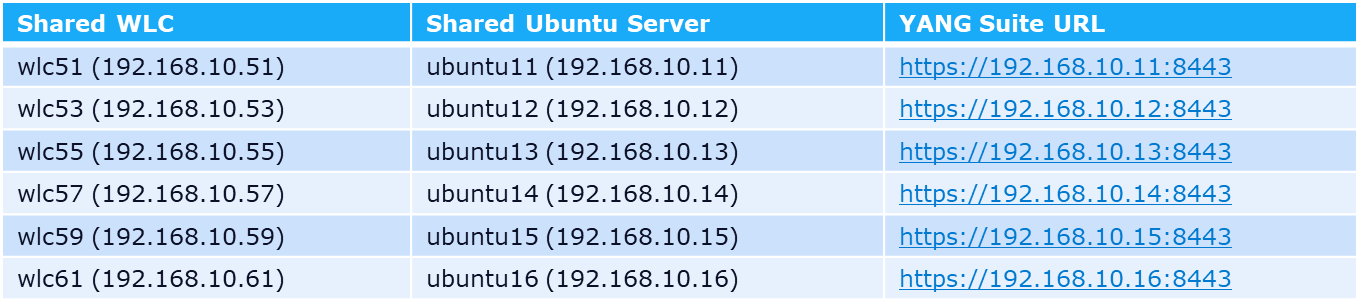 Shared WLC Shared Ubuntu Server YANG Suite URL
wlc51 (192.168.10.51) ubuntu11 (192.168.10.11) https://192.168.10.11:8443
wlc53 (192.168.10.53) ubuntu12 (192.168.10.12) https://192.168.10.12:8443
wlc55 (192.168.10.55) ubuntu13 (192.168.10.13) https://192.168.10.13:8443
wlc57 (192.168.10.57) ubuntu14 (192.168.10.14) https://192.168.10.14:8443
wlc59 (192.168.10.59) ubuntu15 (192.168.10.15) https://192.168.10.15:8443
wlc61 (192.168.10.61) ubuntu16 (192.168.10.16) https://192.168.10.16:8443